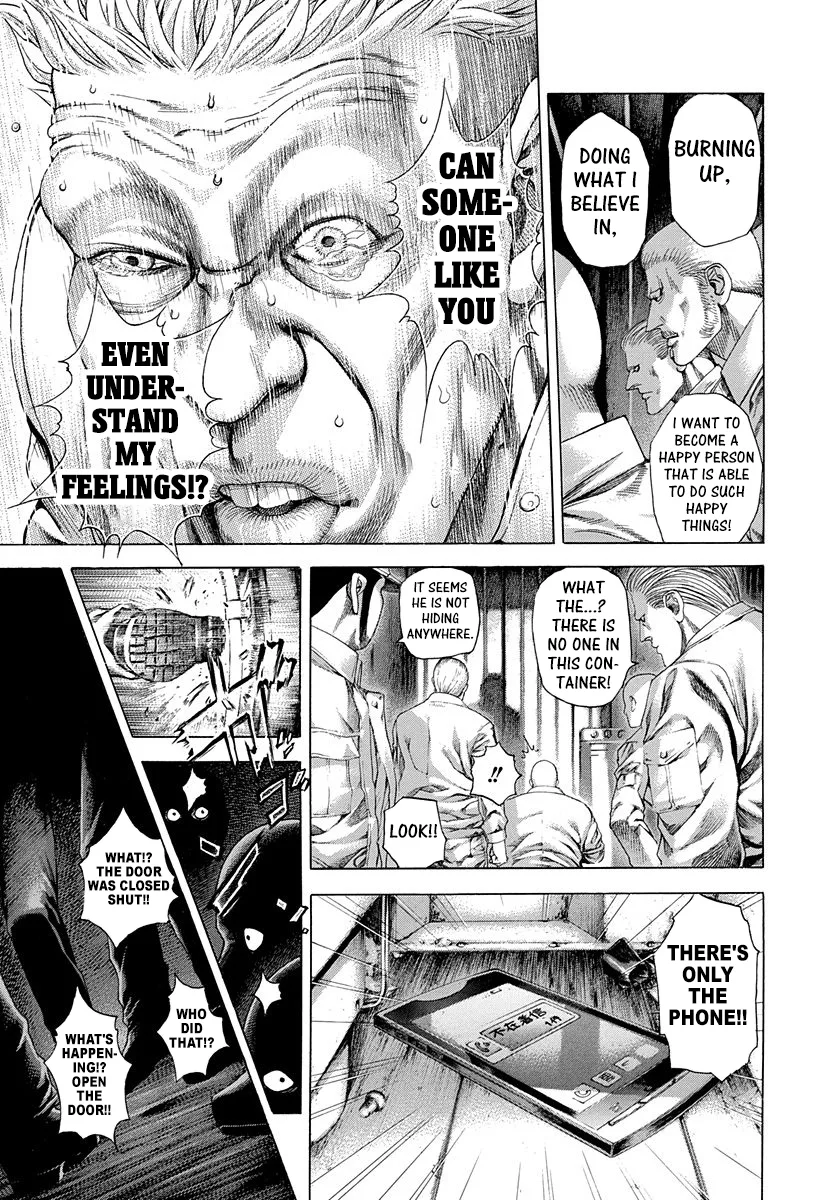 BURNING
UP,
DOING
WHAT I
BELIEVE
IN,
I WANT TO
BECOME A
HAPPY PERSON
THAT IS ABLE
TO DO SUCH
HAPPY
THINGS!
CAN
SOME-
ONE
LIKE
YOU
EVEN
UNDER-
STAND
MY
FEELINGS!?
WHAT
THE...?
THERE IS
NO ONE IN
THIS CON-
TAINER!
IT SEEMS
HE IS NOT
HIDING
ANYWHERE.
!!
LOOK!!
THERE'S
ONLY
THE
PHONE!!
不在着信
1件
WHAT!?
THE DOOR
WAS CLOSED
SHUT!!
WHO
DID
THAT!?
WHAT'S
HAPPEN-
ING!?
OPEN
THE
DOOR!!